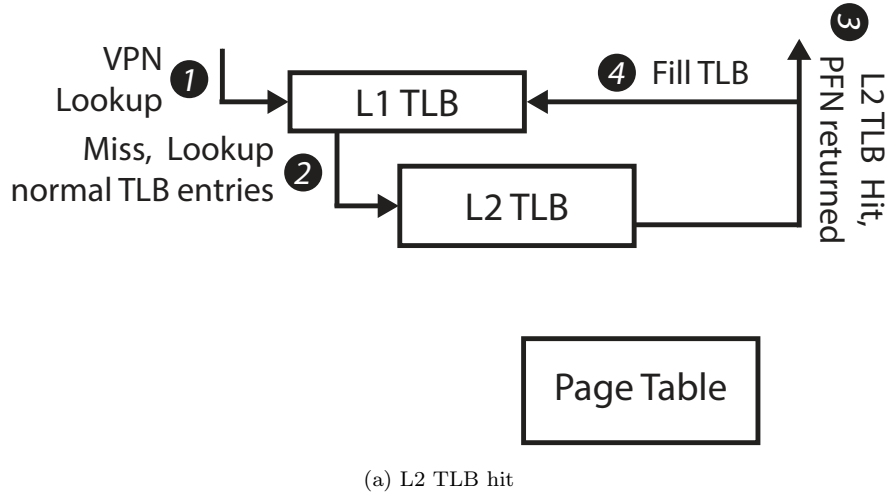 VPN
Lookup
1
L1 TLB
4 Fill TLB
3
L2 TLB Hit,
PFN returned
Miss, Lookup
normal TLB entries
2
L2 TLB
Page Table
(a) L2 TLB hit